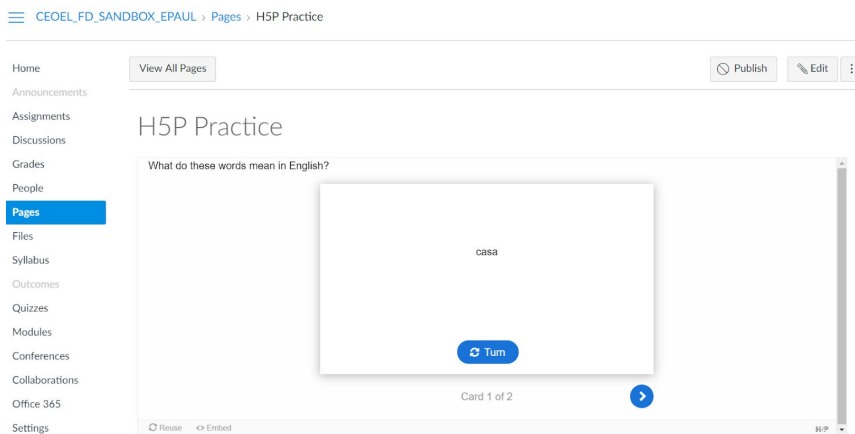 CEOEL_FD_SANDBOX_EPAUL > Pages > H5P Practice
Home
Announcements
Assignments
Discussions
Grades
People
Pages
Files
Syllabus
Outcomes
Quizzes
Modules
Conferences
Collaborations
Office 365
Settings
View All Pages
Publish
Edit
H5P Practice
What do these words mean in English?
casa
Turn
Card 1 of 2
Reuse <> Embed
H5P